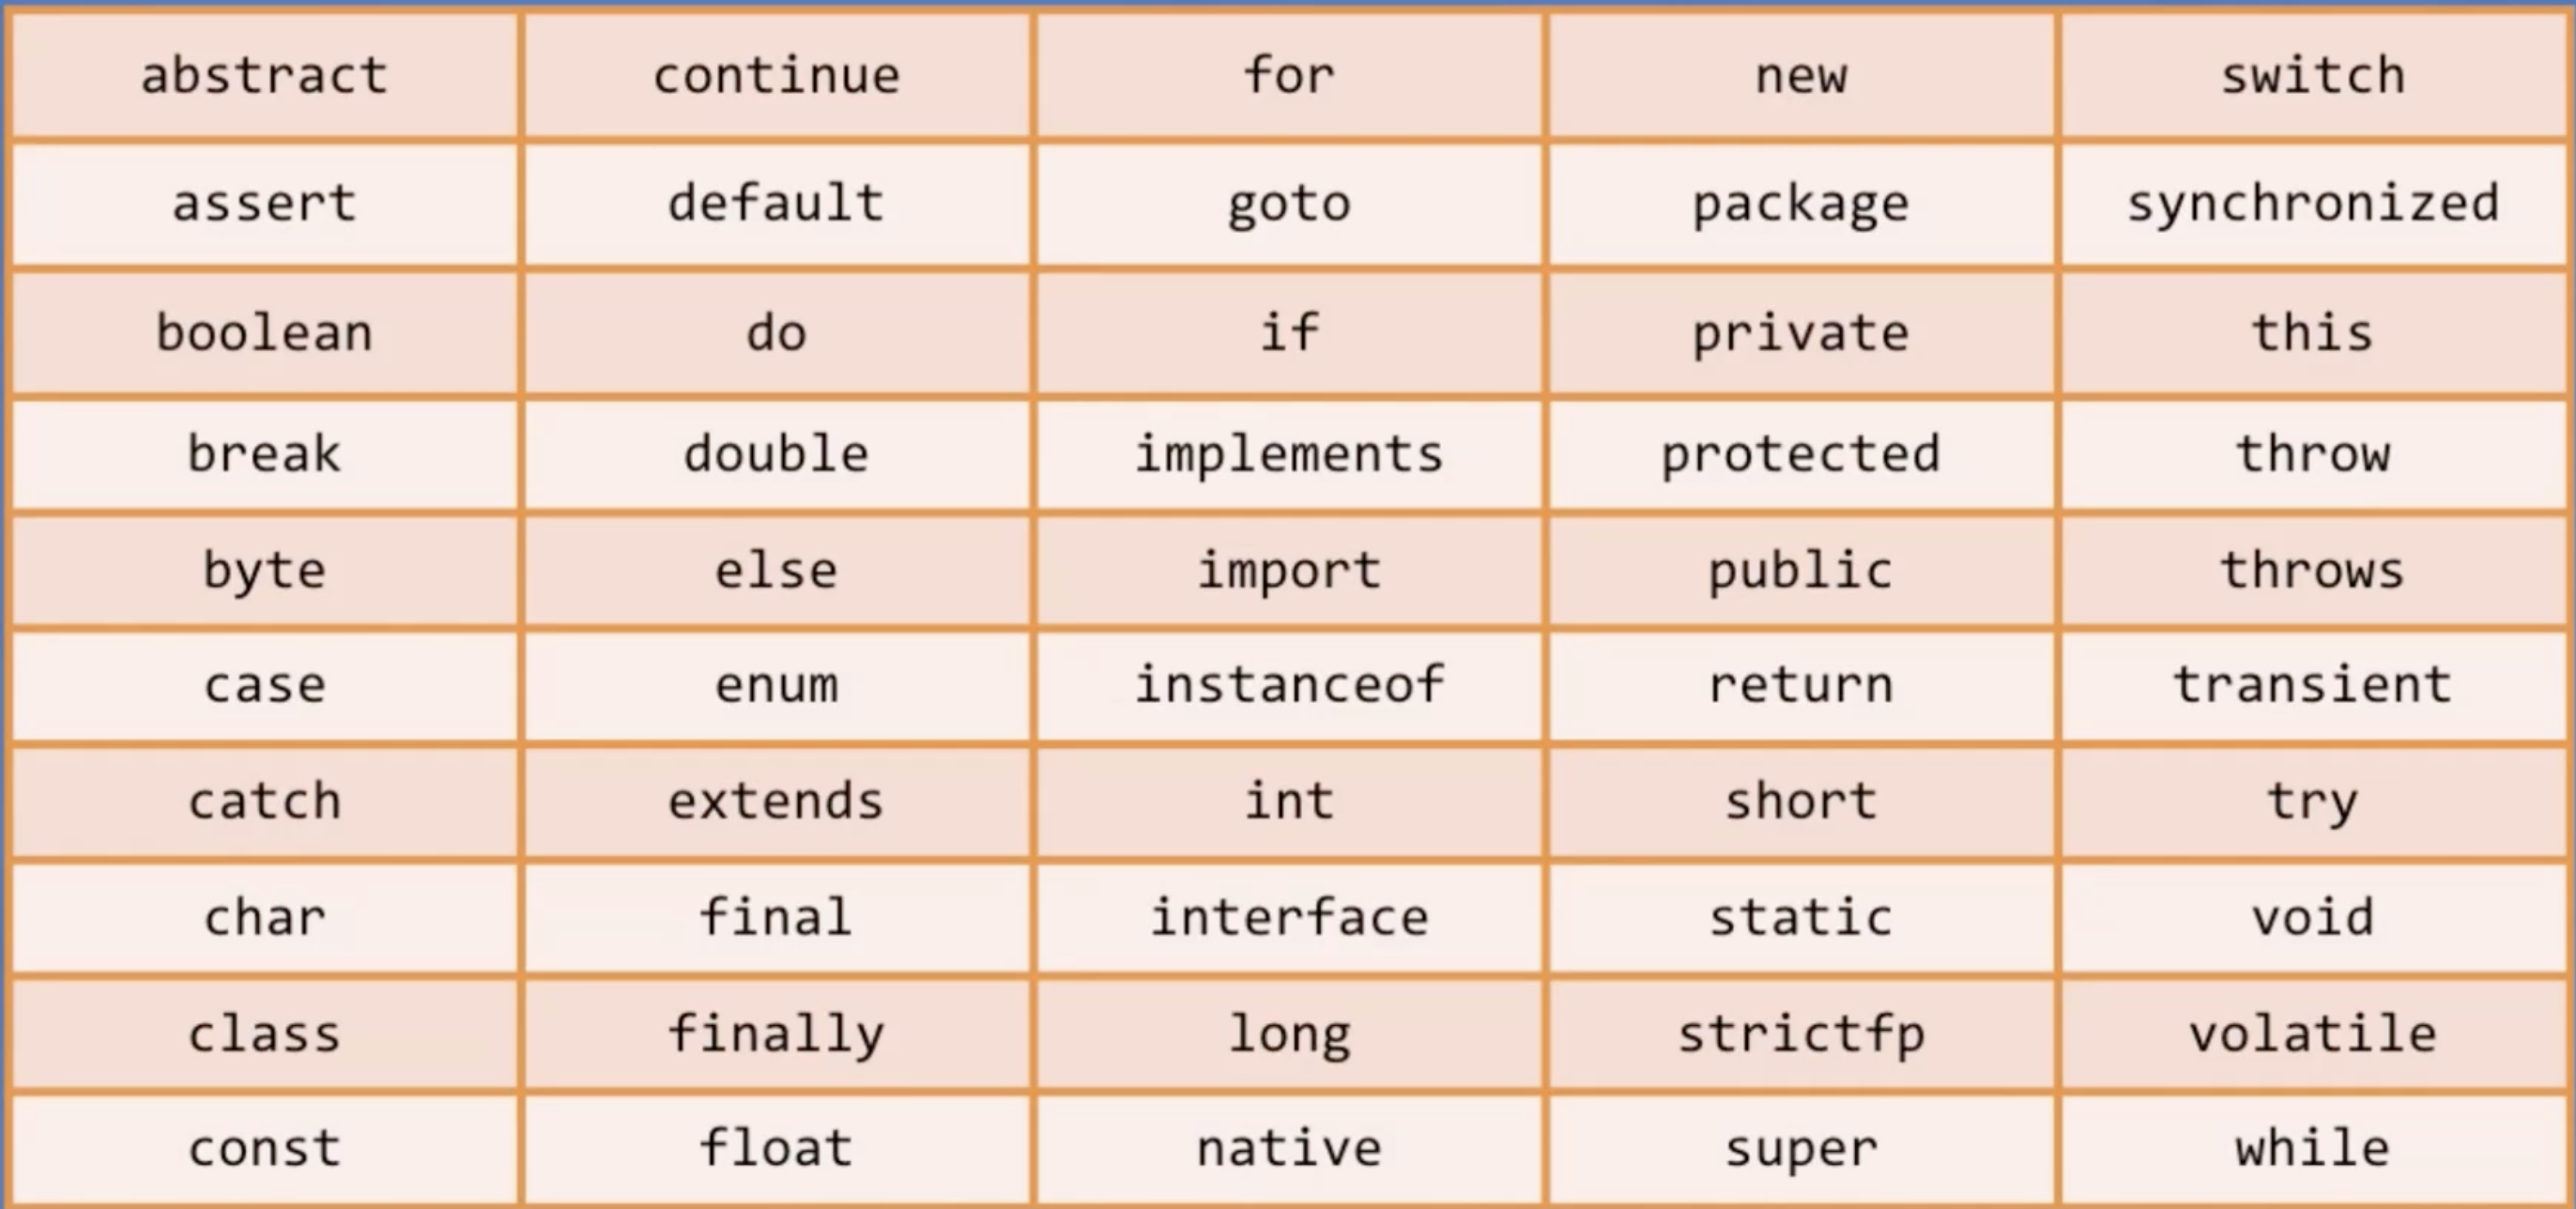 abstract continue for new switch
assert default goto package synchronized
boolean do if private this
break double implements protected throw
byte else import public throws
case enum instanceof return transient
catch extends int short try
char final interface static void
class finally long strictfp volatile
const float native super while